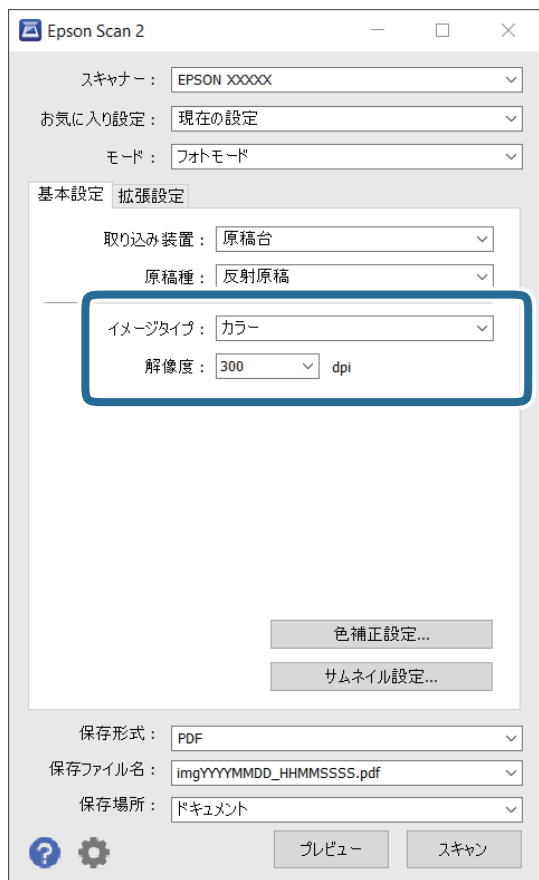 Epson Scan 2
スキャナー： EPSON XXXXX
お気に入り設定： 現在の設定
モード： フォトモード
基本設定 拡張設定
取り込み装置： 原稿台
原稿種： 反射原稿
イメージタイプ： カラー
解像度： 300 dpi
色補正設定...
サムネイル設定...
保存形式： PDF
保存ファイル名： imgYYYYMMDD_HHMMSSSS.pdf
保存場所： ドキュメント
? プレビュー スキャン